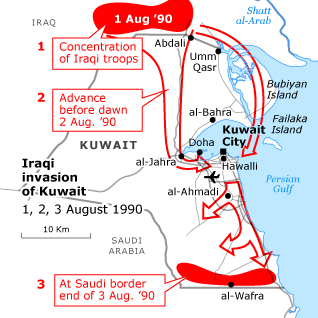 IRAQ
1 Aug '90
Shatt
al-Arab
1
Concentration
of Iraqi troops
Abdali
Umm
Qasr
2
Advance
before dawn
2 Aug. '90
Bubiyan
Island
al-Bahra
Failaka
Island
KUWAIT
Doha
Kuwait
City
al-Jahra
Hawalli
Iraqi
invasion
of Kuwait
al-Ahmadi
Persian
Gulf
1, 2, 3 August 1990
10 Km
SAUDI
ARABIA
3
At Saudi border
end of 3 Aug. '90
al-Wafra